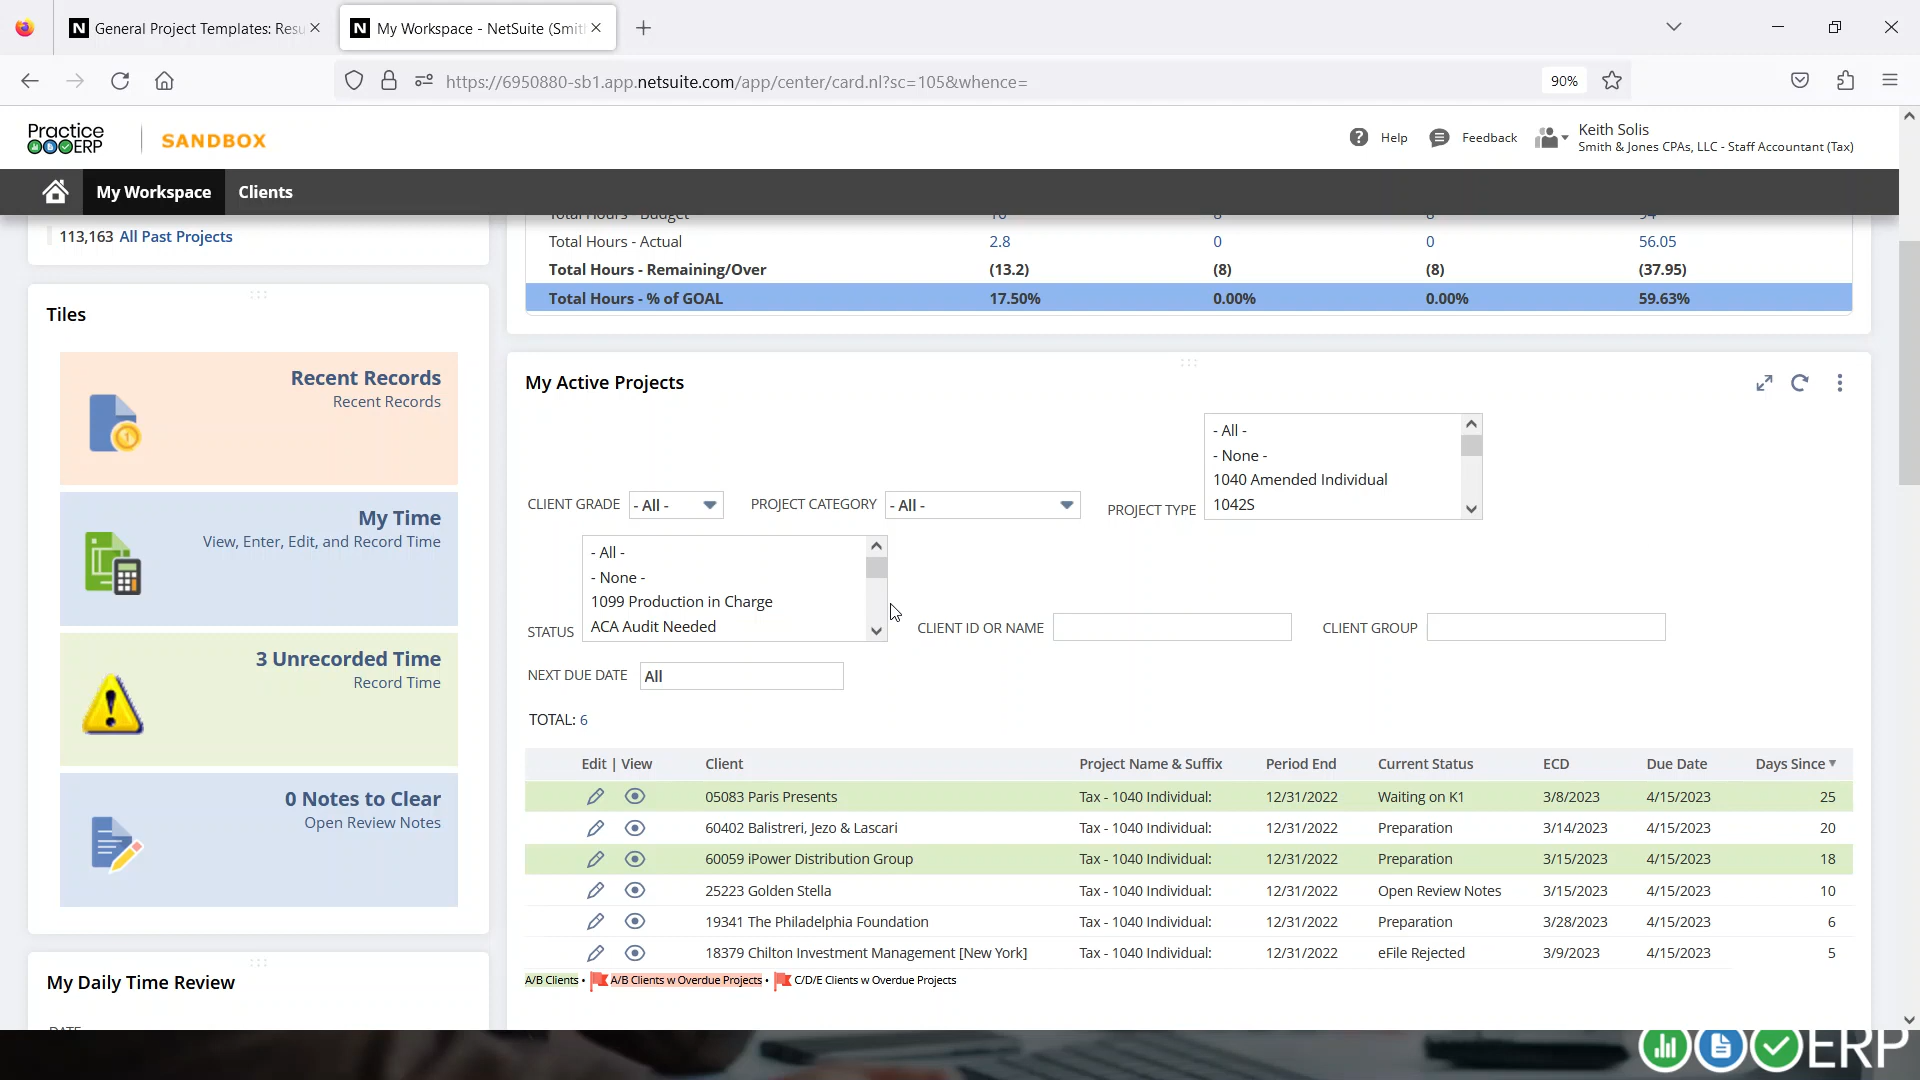 General Project Templates: Resu
My Workspace - NetSuite (Smit
https://6950880-sb1.app.netsuite.com/app/center/card.nl?sc=105&whence=
90%
Practice ERP
SANDBOX
Help
Feedback
Keith Solis
Smith & Jones CPAs, LLC - Staff Accountant (Tax)
My Workspace
Clients
113,163 All Past Projects
Total Hours - Budget
Total Hours - Actual 2.8 0 0 56.05
Total Hours - Remaining/Over (13.2) (8) (8) (37.95)
Total Hours - % of GOAL 17.50% 0.00% 0.00% 59.63%
Tiles
Recent Records
Recent Records
My Time
View, Enter, Edit, and Record Time
3 Unrecorded Time
Record Time
0 Notes to Clear
Open Review Notes
My Daily Time Review
DATE
My Active Projects
CLIENT GRADE - All -
PROJECT CATEGORY - All -
PROJECT TYPE
- All -
- None -
1040 Amended Individual
1042S
STATUS
- All -
- None -
1099 Production in Charge
ACA Audit Needed
CLIENT ID OR NAME
CLIENT GROUP
NEXT DUE DATE All
TOTAL: 6
Edit | View Client Project Name & Suffix Period End Current Status ECD Due Date Days Since
05083 Paris Presents Tax - 1040 Individual: 12/31/2022 Waiting on K1 3/8/2023 4/15/2023 25
60402 Balistreri, Jezo & Lascari Tax - 1040 Individual: 12/31/2022 Preparation 3/14/2023 4/15/2023 20
60059 iPower Distribution Group Tax - 1040 Individual: 12/31/2022 Preparation 3/15/2023 4/15/2023 18
25223 Golden Stella Tax - 1040 Individual: 12/31/2022 Open Review Notes 3/15/2023 4/15/2023 10
19341 The Philadelphia Foundation Tax - 1040 Individual: 12/31/2022 Preparation 3/28/2023 4/15/2023 6
18379 Chilton Investment Management [New York] Tax - 1040 Individual: 12/31/2022 eFile Rejected 3/9/2023 4/15/2023 5
A/B Clients • A/B Clients w Overdue Projects • C/D/E Clients w Overdue Projects
ERP